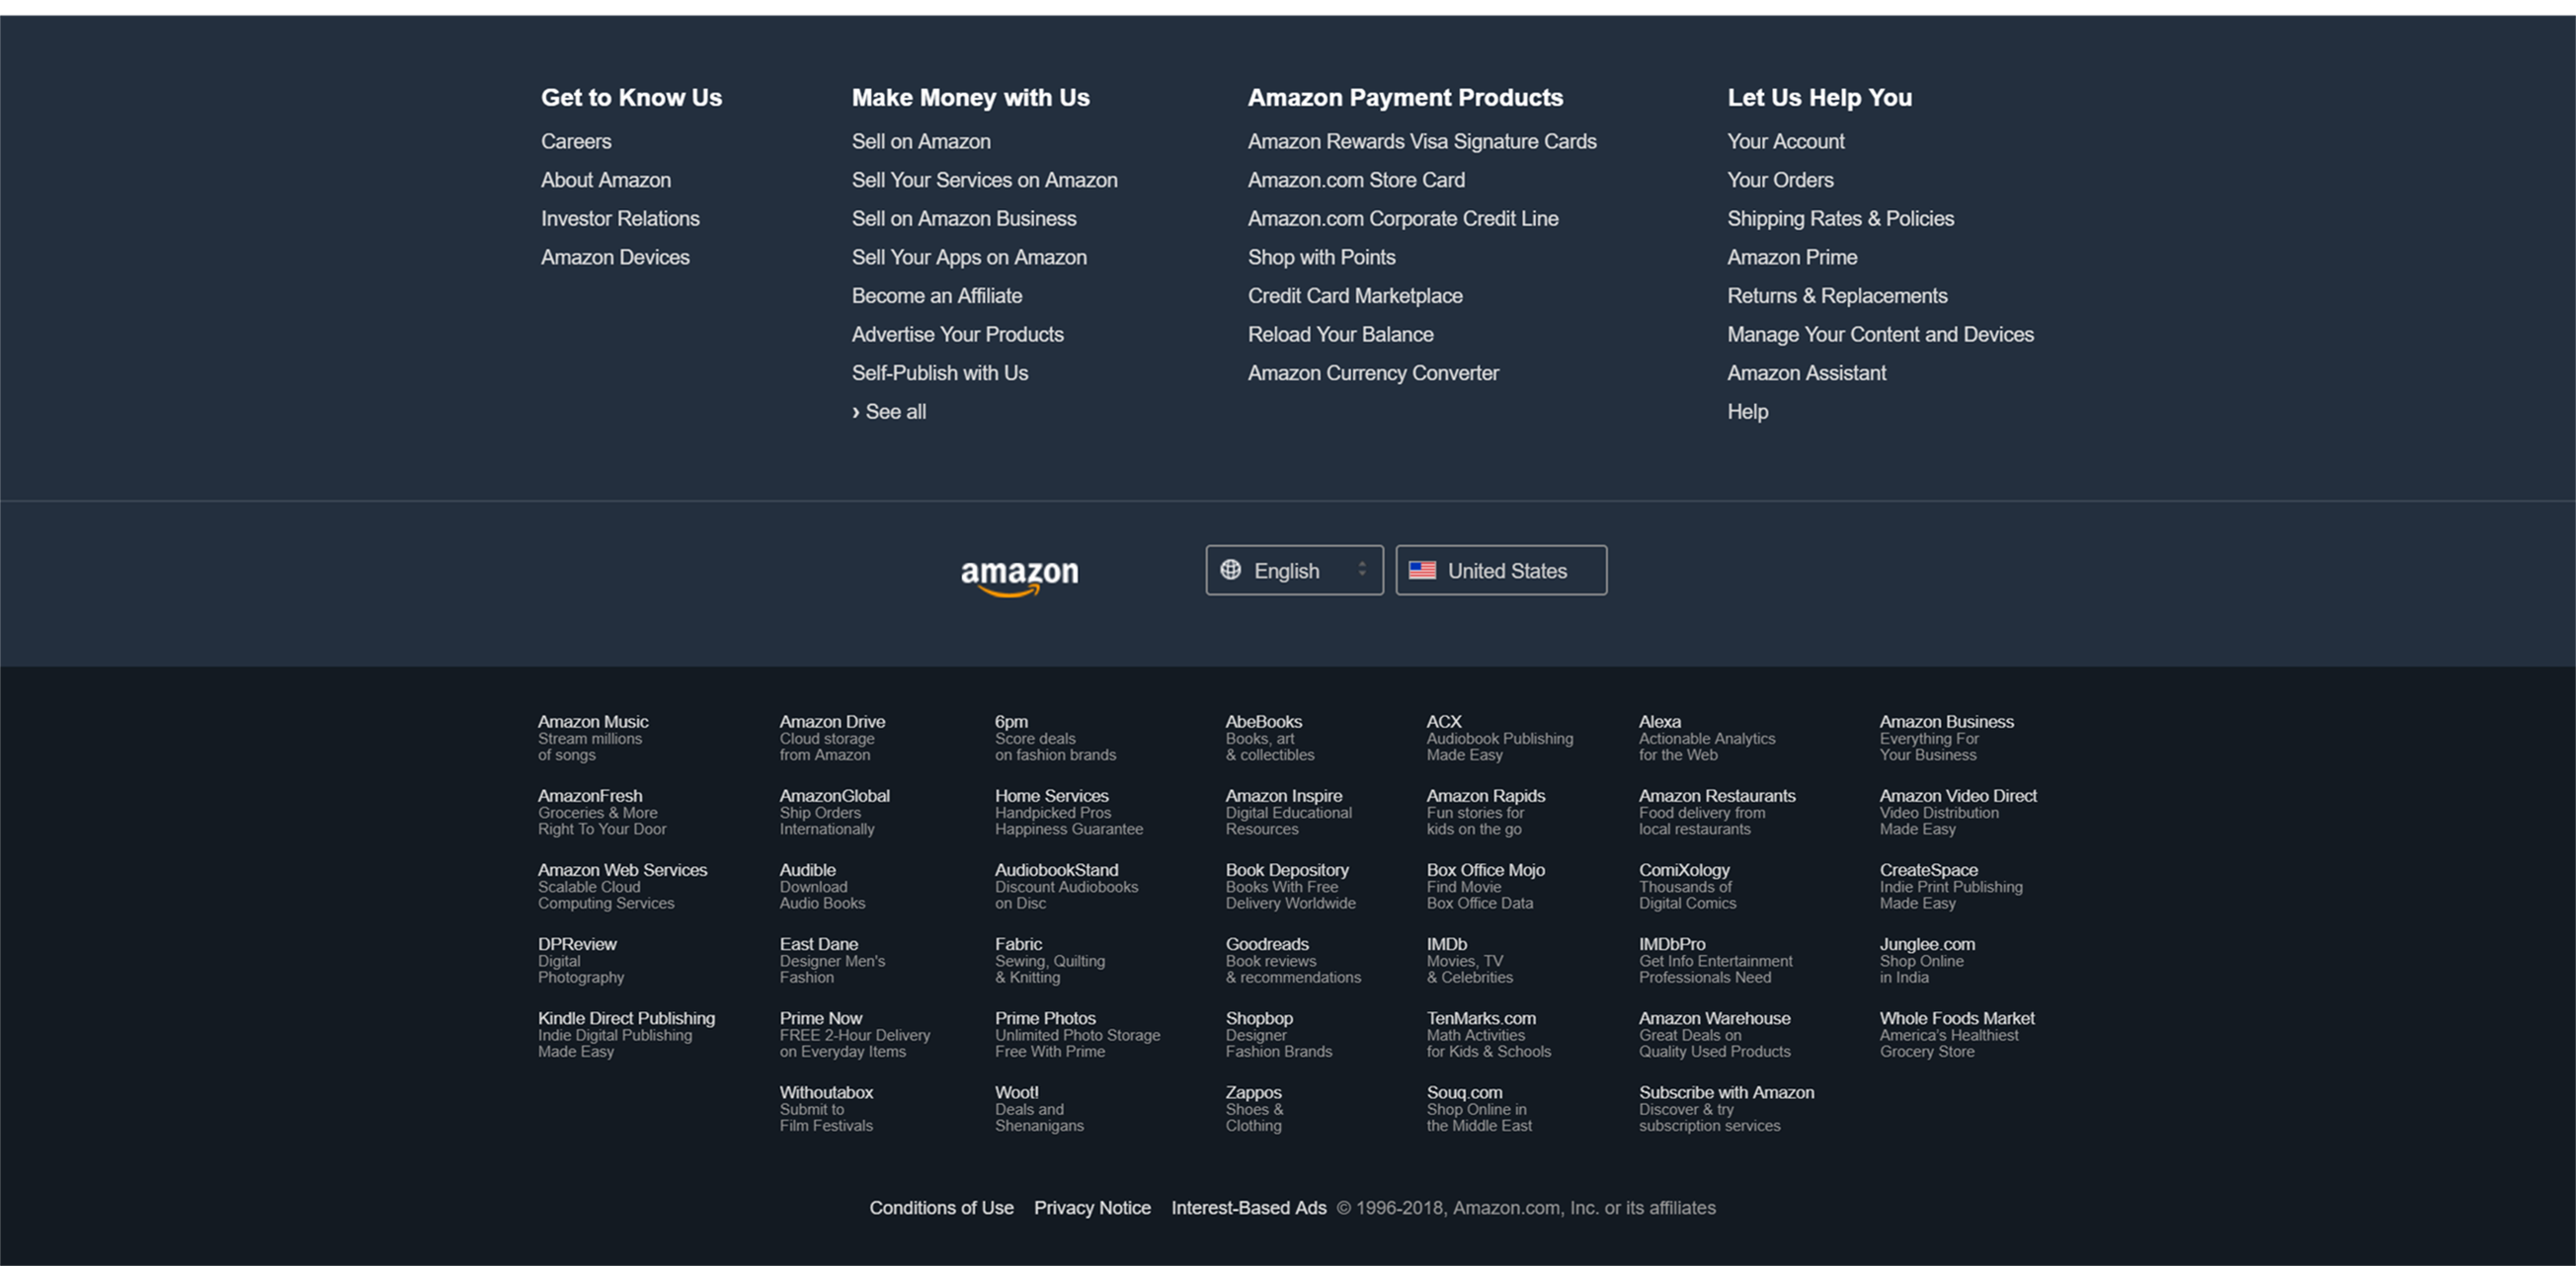 Get to Know Us
Careers
About Amazon
Investor Relations
Amazon Devices
Make Money with Us
Sell on Amazon
Sell Your Services on Amazon
Sell on Amazon Business
Sell Your Apps on Amazon
Become an Affiliate
Advertise Your Products
Self-Publish with Us
› See all
Amazon Payment Products
Amazon Rewards Visa Signature Cards
Amazon.com Store Card
Amazon.com Corporate Credit Line
Shop with Points
Credit Card Marketplace
Reload Your Balance
Amazon Currency Converter
Let Us Help You
Your Account
Your Orders
Shipping Rates & Policies
Amazon Prime
Returns & Replacements
Manage Your Content and Devices
Amazon Assistant
Help
amazon
English
United States
Amazon Music
Stream millions
of songs
Amazon Drive
Cloud storage
from Amazon
6pm
Score deals
on fashion brands
AbeBooks
Books, art
& collectibles
ACX
Audiobook Publishing
Made Easy
Alexa
Actionable Analytics
for the Web
Amazon Business
Everything For
Your Business
AmazonFresh
Groceries & More
Right To Your Door
AmazonGlobal
Ship Orders
Internationally
Home Services
Handpicked Pros
Happiness Guarantee
Amazon Inspire
Digital Educational
Resources
Amazon Rapids
Fun stories for
kids on the go
Amazon Restaurants
Food delivery from
local restaurants
Amazon Video Direct
Video Distribution
Made Easy
Amazon Web Services
Scalable Cloud
Computing Services
Audible
Download
Audio Books
AudiobookStand
Discount Audiobooks
on Disc
Book Depository
Books With Free
Delivery Worldwide
Box Office Mojo
Find Movie
Box Office Data
ComiXology
Thousands of
Digital Comics
CreateSpace
Indie Print Publishing
Made Easy
DPReview
Digital
Photography
East Dane
Designer Men's
Fashion
Fabric
Sewing, Quilting
& Knitting
Goodreads
Book reviews
& recommendations
IMDb
Movies, TV
& Celebrities
IMDbPro
Get Info Entertainment
Professionals Need
Junglee.com
Shop Online
in India
Kindle Direct Publishing
Indie Digital Publishing
Made Easy
Prime Now
FREE 2-Hour Delivery
on Everyday Items
Prime Photos
Unlimited Photo Storage
Free With Prime
Shopbop
Designer
Fashion Brands
TenMarks.com
Math Activities
for Kids & Schools
Amazon Warehouse
Great Deals on
Quality Used Products
Whole Foods Market
America's Healthiest
Grocery Store
Withoutabox
Submit to
Film Festivals
Woot!
Deals and
Shenanigans
Zappos
Shoes &
Clothing
Souq.com
Shop Online in
the Middle East
Subscribe with Amazon
Discover & try
subscription services
Conditions of Use Privacy Notice Interest-Based Ads © 1996-2018, Amazon.com, Inc. or its affiliates